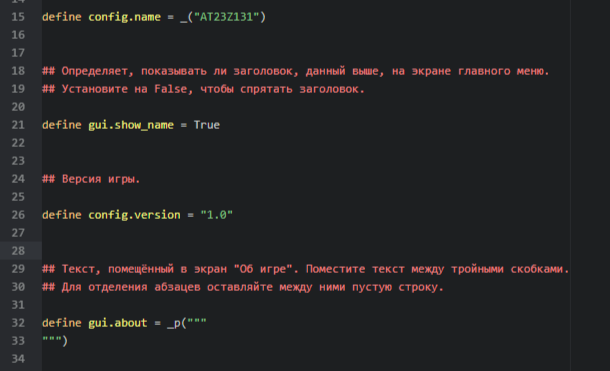 15 define config.name = _("AT23Z131")
16
17
18 ## Определяет, показывать ли заголовок, данный выше, на экране главного меню.
19 ## Установите на False, чтобы спрятать заголовок.
20
21 define gui.show_name = True
22
23
24 ## Версия игры.
25
26 define config.version = "1.0"
27
28
29 ## Текст, помещённый в экран "Об игре". Поместите текст между тройными скобками.
30 ## Для отделения абзацев оставляйте между ними пустую строку.
31
32 define gui.about = _p("""
33 """)
34